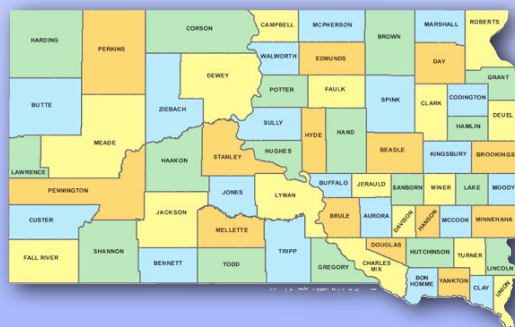 ROBERTS
CAMPBELL
MCPHERSON
MARSHALL
CORSON
HARDING
PERKINS
BROWN
WALWORTH
EDMUNDS
DAY
DEWEY
GRANT
POTTER
FAULK
CODINGTON
BUTTE
ZIEBACH
SPINK
CLARK
DEUEL
SULLY
HAMLIN
HYDE
HAND
MEADE
HUGHES
BEADLE
KINGSBURY
BROOKINGS
HAAKON
STANLEY
LAWRENCE
BUFFALO
JERAULD
SANBORN
MINER
LAKE
MOODY
PENNINGTON
JONES
LYMAN
JACKSON
BRULE
AURORA
DAVISON
HANSON
MCCOOK
MINNEHAHA
CUSTER
MELLETTE
DOUGLAS
SHANNON
TRIPP
HUTCHINSON
TURNER
FALL RIVER
BENNETT
TODD
GREGORY
CHARLES
MIX
LINCOLN
BON
HOMME
YANKTON
CLAY
UNION